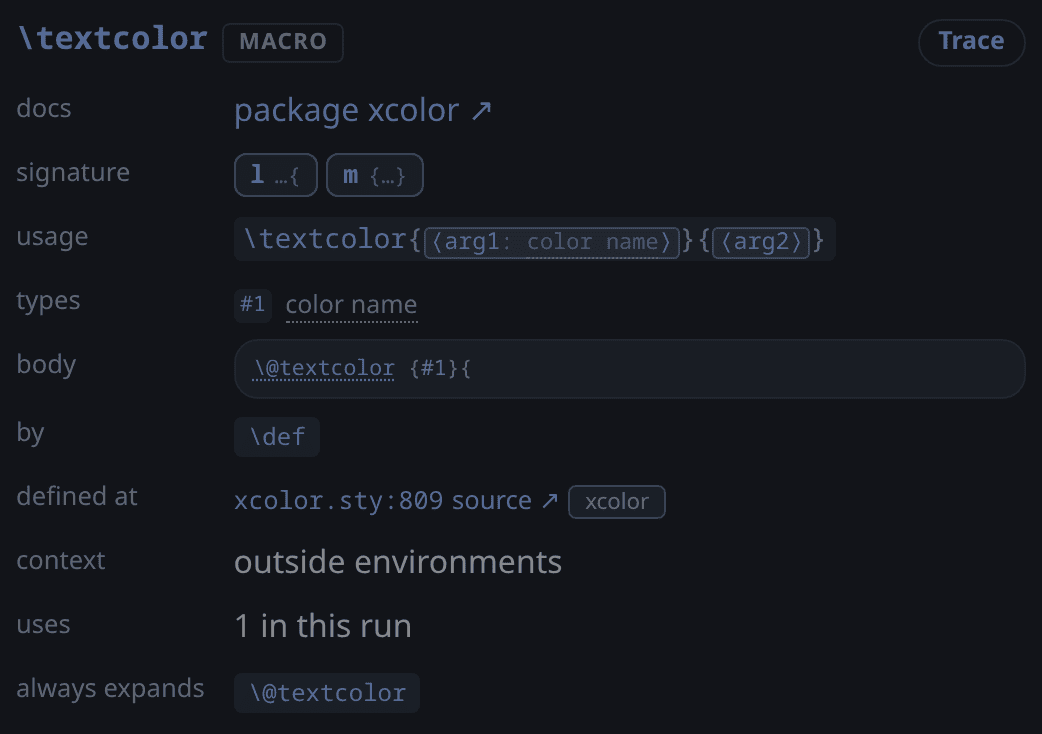 \textcolor MACRO Trace
docs package xcolor ↗
signature l …{ m {…}
usage \textcolor{⟨arg1: color name⟩}{⟨arg2⟩}
types #1 color name
body \@textcolor {#1}{
by \def
defined at xcolor.sty:809 source ↗ xcolor
context outside environments
uses 1 in this run
always expands \@textcolor